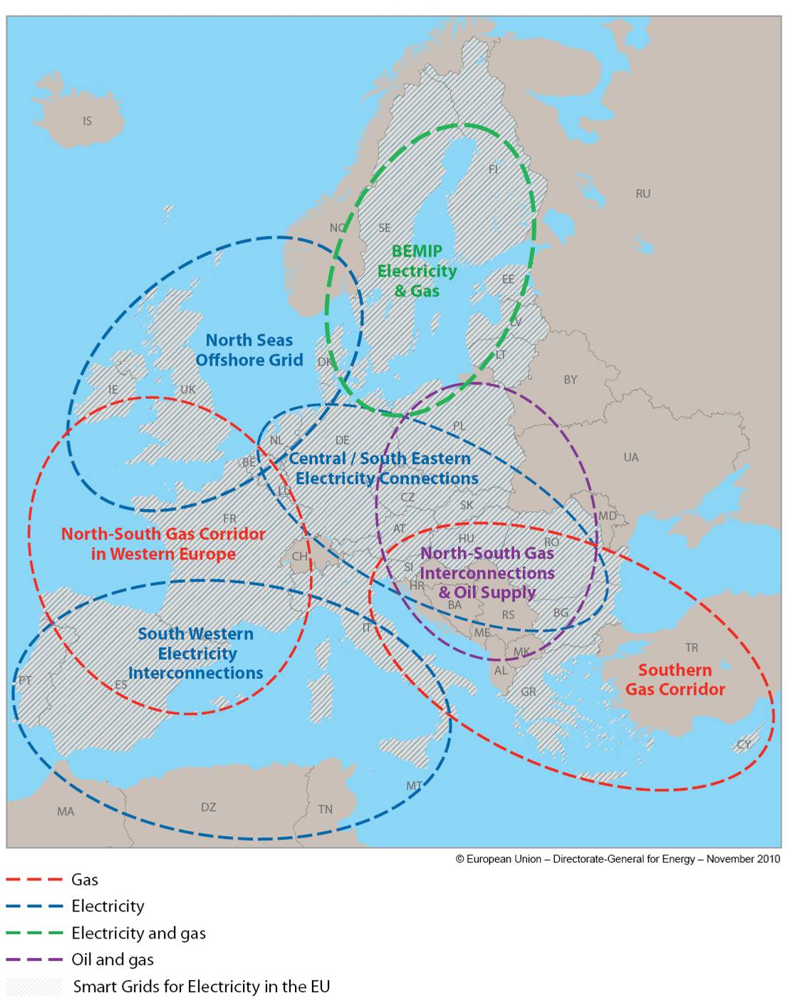 IS
FI
RU
NO
SE
BEMIP
Electricity
& Gas
EE
LV
North Seas
Offshore Grid
LT
DK
BY
IE
UK
PL
NL
DE
UA
BE
Central / South Eastern
Electricity Connections
LU
CZ
SK
MD
FR
AT
North-South Gas Corridor
in Western Europe
HU
RO
CH
North-South Gas
Interconnections
& Oil Supply
SI
HR
BA
RS
BG
IT
ME
South Western
Electricity
Interconnections
TR
MK
AL
Southern
Gas Corridor
PT
ES
GR
CY
MT
MA
DZ
TN
© European Union – Directorate-General for Energy – November 2010
Gas
Electricity
Electricity and gas
Oil and gas
Smart Grids for Electricity in the EU